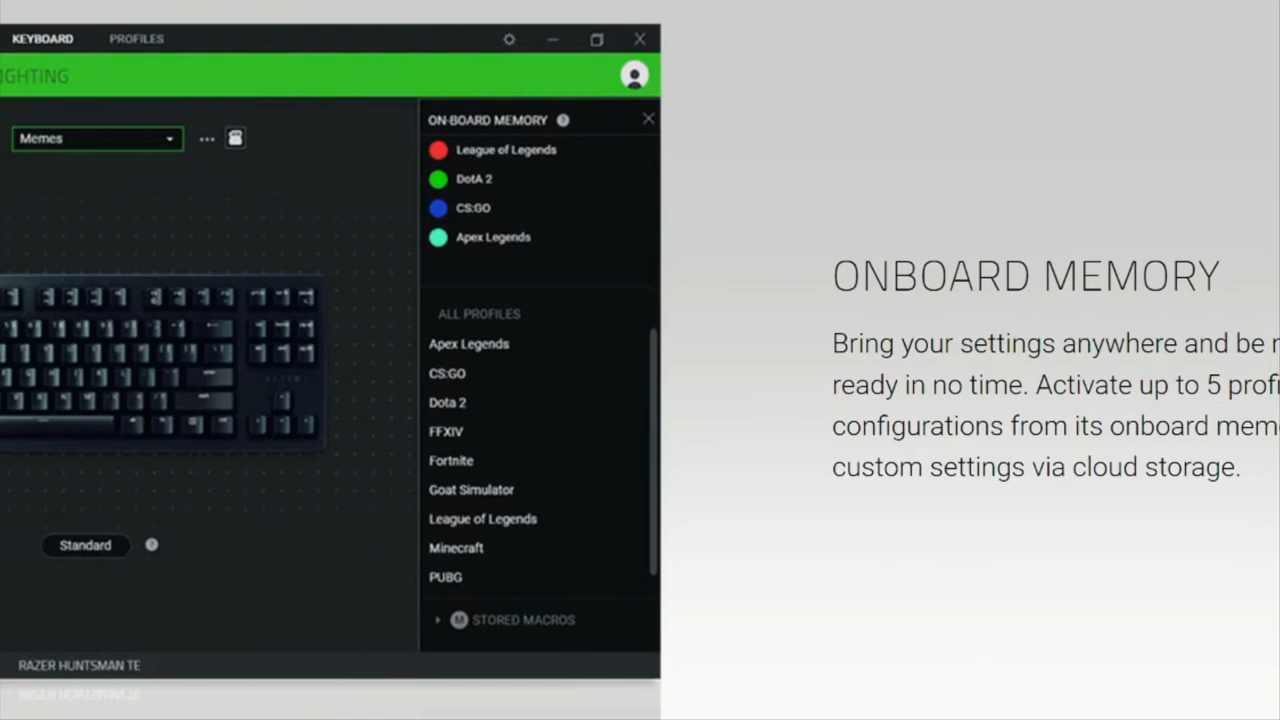 KEYBOARD PROFILES
IGHTING
Memes
ON-BOARD MEMORY
League of Legends
DotA 2
CS:GO
Apex Legends
ALL PROFILES
Apex Legends
CS:GO
Dota 2
FFXIV
Fortnite
Goat Simulator
League of Legends
Minecraft
PUBG
M STORED MACROS
Standard
RAZER HUNTSMAN TE
ONBOARD MEMORY
Bring your settings anywhere and be
ready in no time. Activate up to 5 profi
configurations from its onboard mem
custom settings via cloud storage.